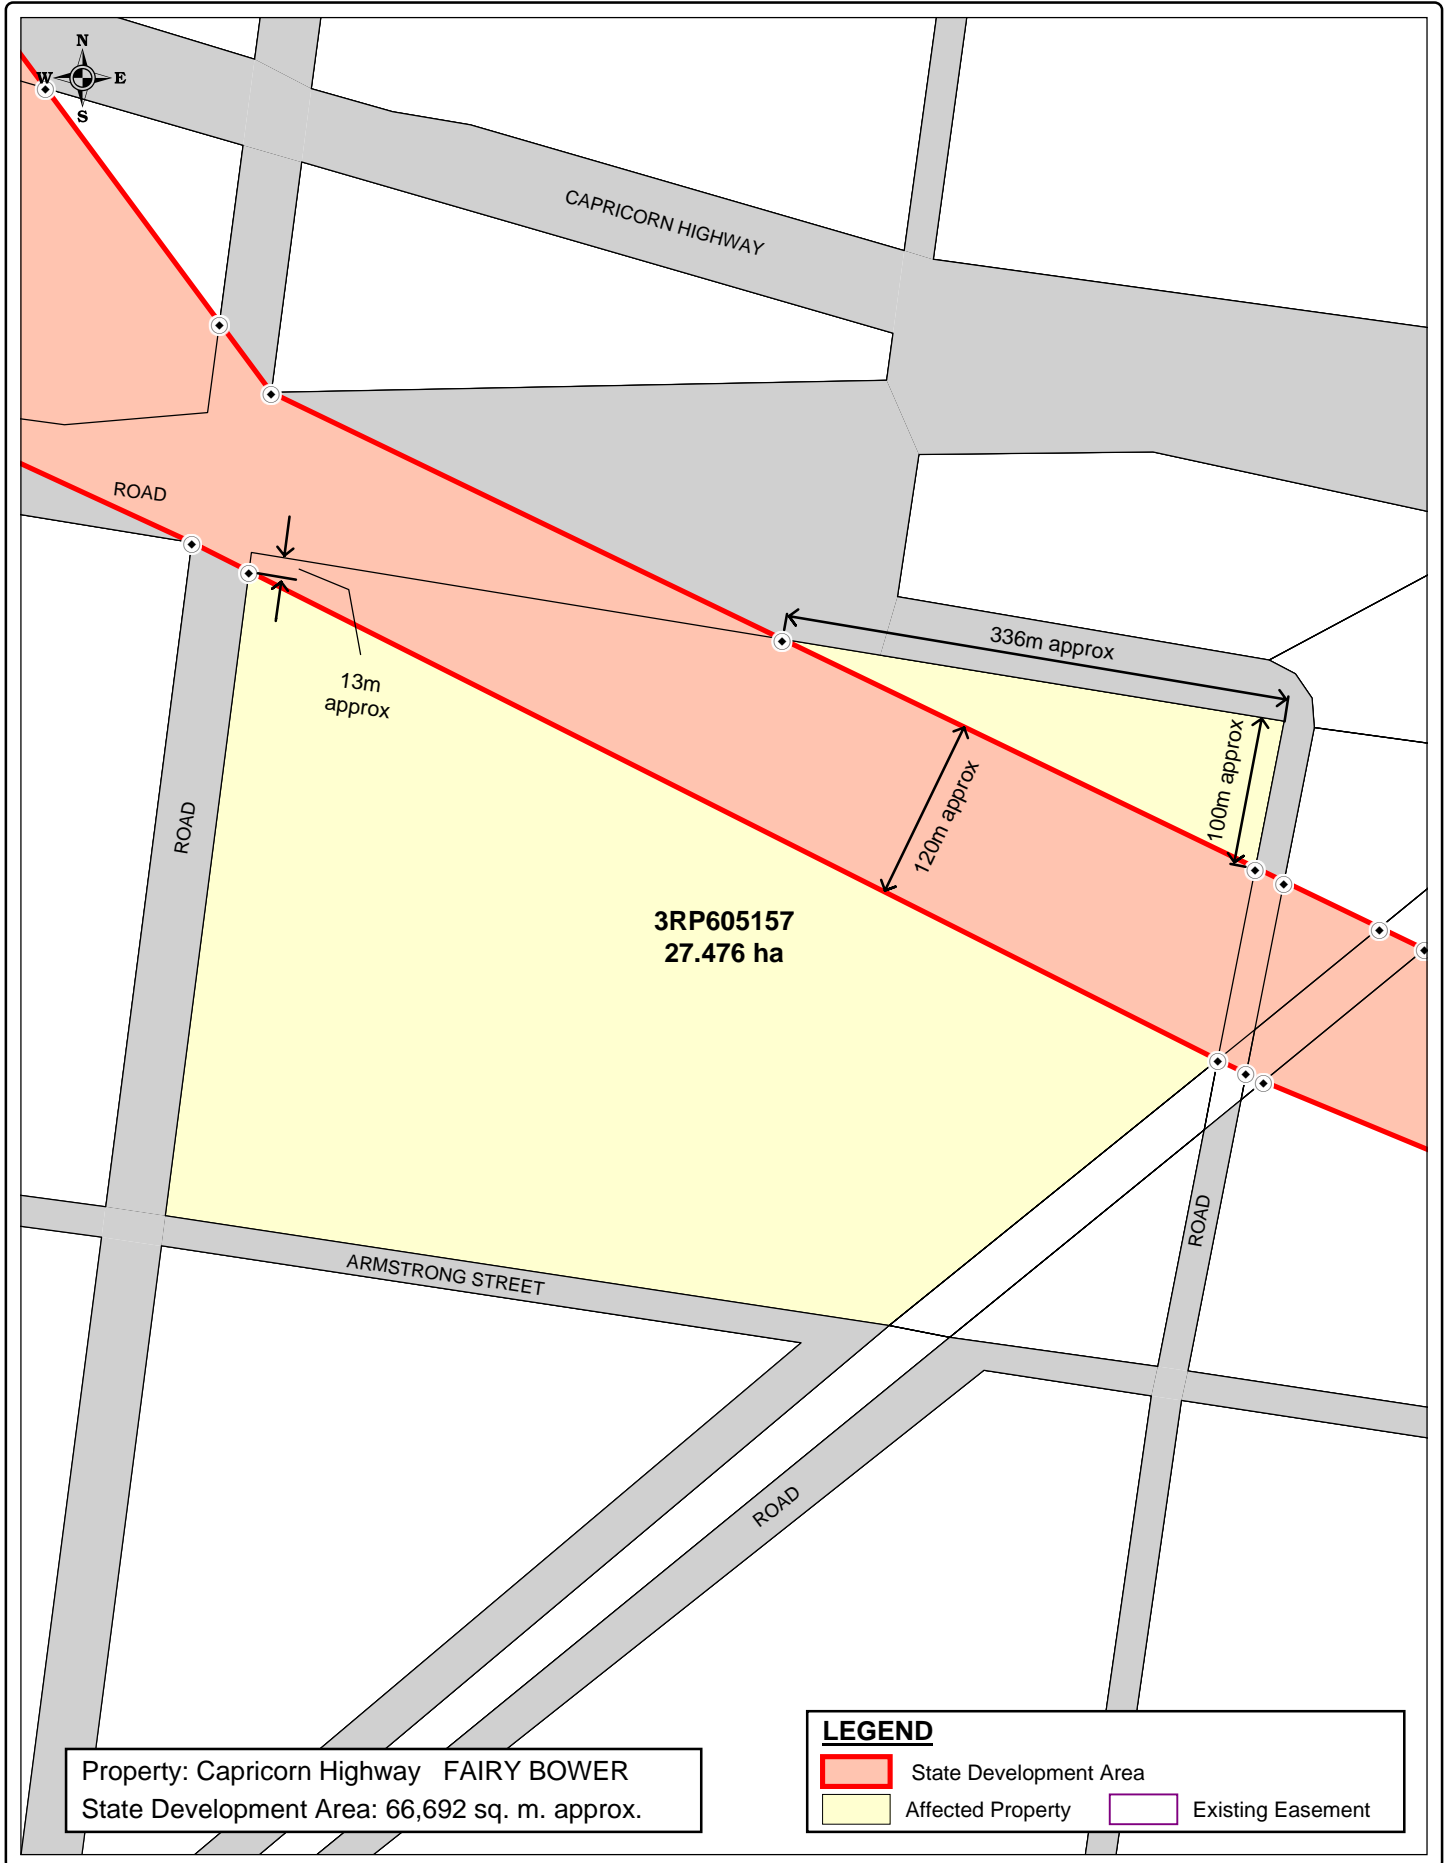 N
W E
S
CAPRICORN HIGHWAY
ROAD
336m approx
13m
approx
100m approx
120m approx
ROAD
3RP605157
27.476 ha
ROAD
ARMSTRONG STREET
ROAD
LEGEND
State Development Area
Affected Property
Existing Easement
Property: Capricorn Highway FAIRY BOWER
State Development Area: 66,692 sq. m. approx.